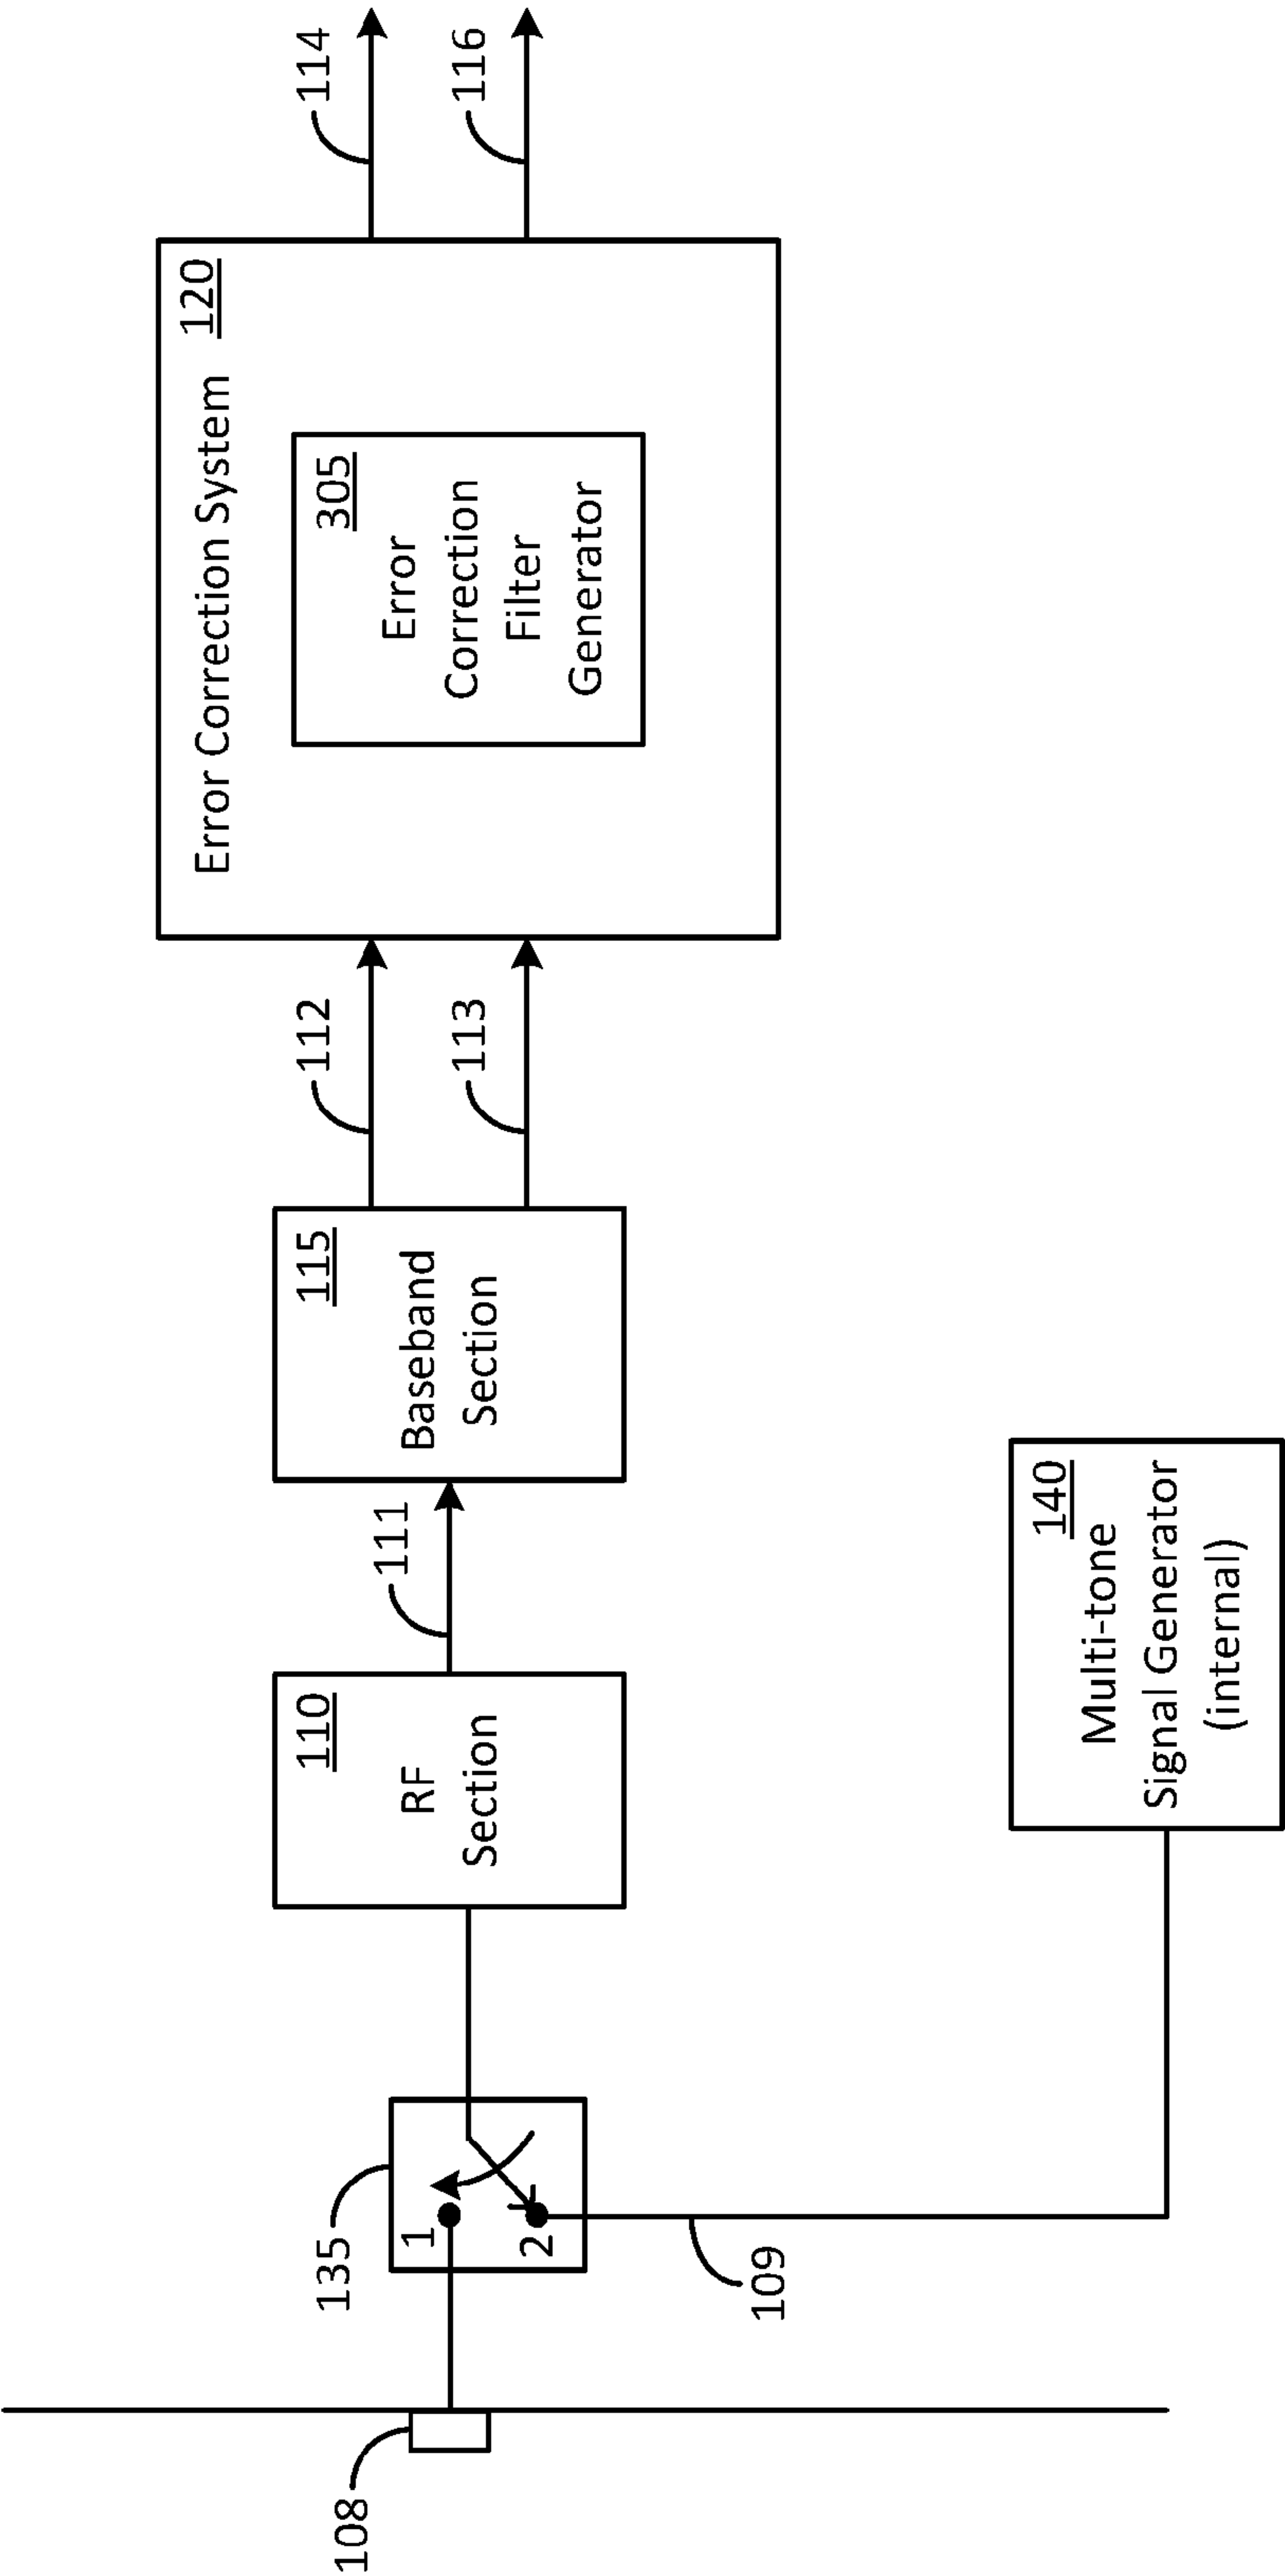 108
135
1
2
109
110
RF
Section
111
115
Baseband
Section
112
113
Error Correction System 120
305
Error
Correction
Filter
Generator
114
116
140
Multi-tone
Signal Generator
(internal)